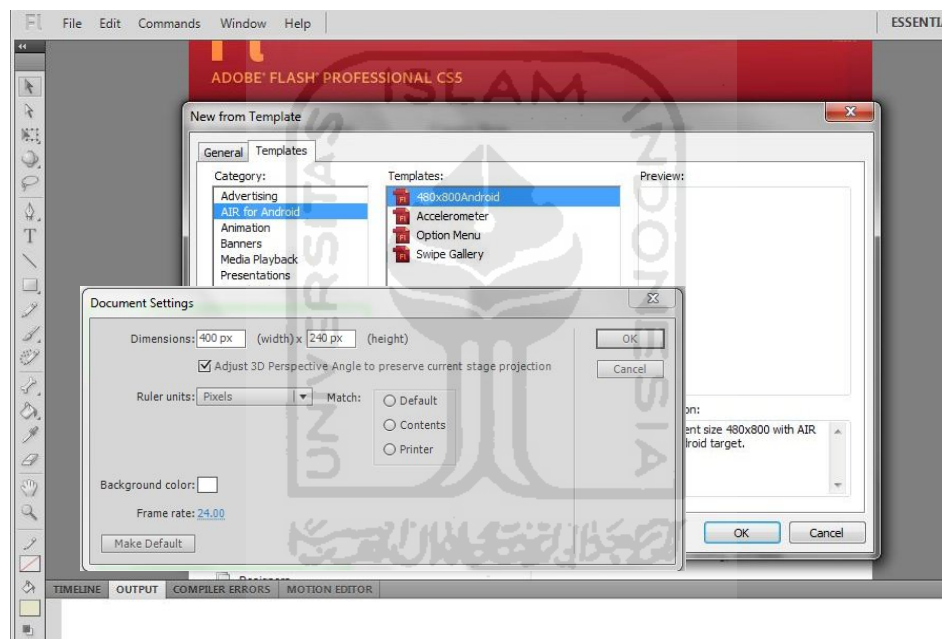 Fl File Edit Commands Window Help ESSENTI
ADOBE® FLASH® PROFESSIONAL CS5
New from Template
General Templates
Category: Templates: Preview:
Advertising
AIR for Android
Animation
Banners
Media Playback
Presentations
480x800Android
Accelerometer
Option Menu
Swipe Gallery
on:
ent size 480x800 with AIR
droid target.
OK Cancel
Document Settings
Dimensions: 400 px (width) x 240 px (height)
Adjust 3D Perspective Angle to preserve current stage projection
Ruler units: Pixels Match: Default
Contents
Printer
Background color:
Frame rate: 24.00
Make Default
OK
Cancel
TIMELINE OUTPUT COMPILER ERRORS MOTION EDITOR
UNIVERSITAS ISLAM INDONESIA